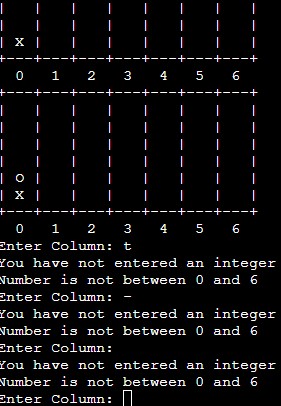 | | | | | | | |
| x | | | | | | |
+---+---+---+---+---+---+---+
0 1 2 3 4 5 6
+---+---+---+---+---+---+---+
| | | | | | | |
| | | | | | | |
| | | | | | | |
| | | | | | | |
| o | | | | | | |
| x | | | | | | |
+---+---+---+---+---+---+---+
0 1 2 3 4 5 6
Enter Column: t
You have not entered an integer
Number is not between 0 and 6
Enter Column: -
You have not entered an integer
Number is not between 0 and 6
Enter Column:
You have not entered an integer
Number is not between 0 and 6
Enter Column: